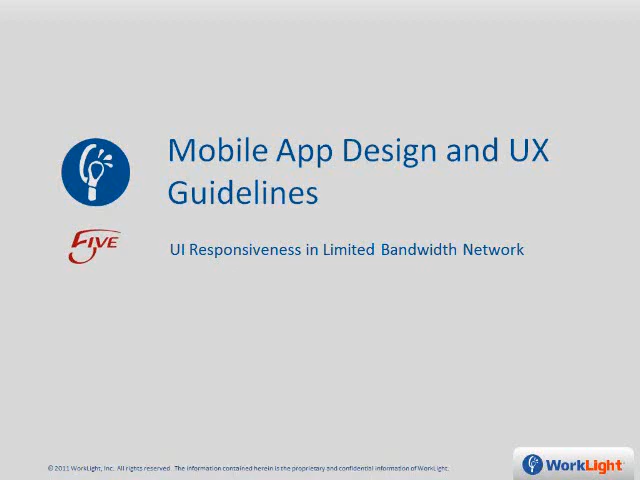 Mobile App Design and UX
Guidelines
FIVE
UI Responsiveness in Limited Bandwidth Network
© 2011 WorkLight, Inc. All rights reserved. The information contained herein is the proprietary and confidential information of WorkLight.
WorkLight